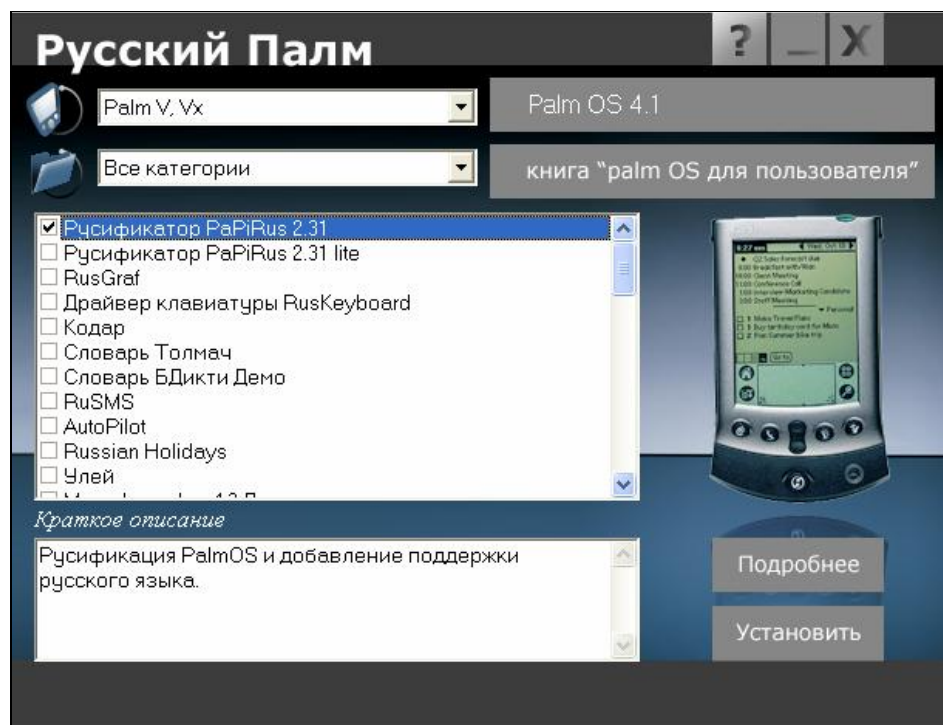 Русский Палм
? _ X
Palm V, Vx
Palm OS 4.1
Все категории
книга "palm OS для пользователя"
Русификатор PaPiRus 2.31
Русификатор PaPiRus 2.31 lite
RusGraf
Драйвер клавиатуры RusKeyboard
Кодар
Словарь Толмач
Словарь БДикти Демо
RuSMS
AutoPilot
Russian Holidays
Улей
Краткое описание
Русификация PalmOS и добавление поддержки
русского языка.
Подробнее
Установить